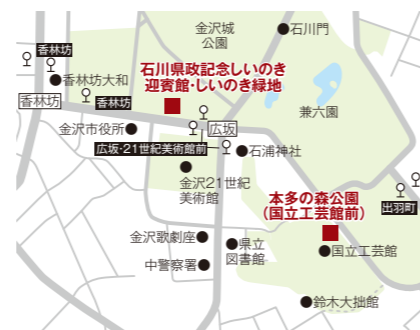 金沢城
公園
石川門
香林坊
石川県政記念しいのき
迎賓館・しいのき緑地
香林坊大和
香林坊
香林坊
兼六園
金沢市役所
広坂
広坂・21世紀美術館前
石浦神社
金沢21世紀
美術館
本多の森公園
（国立工芸館前）
出羽町
金沢歌劇座
県立
図書館
国立工芸館
中警察署
鈴木大拙館